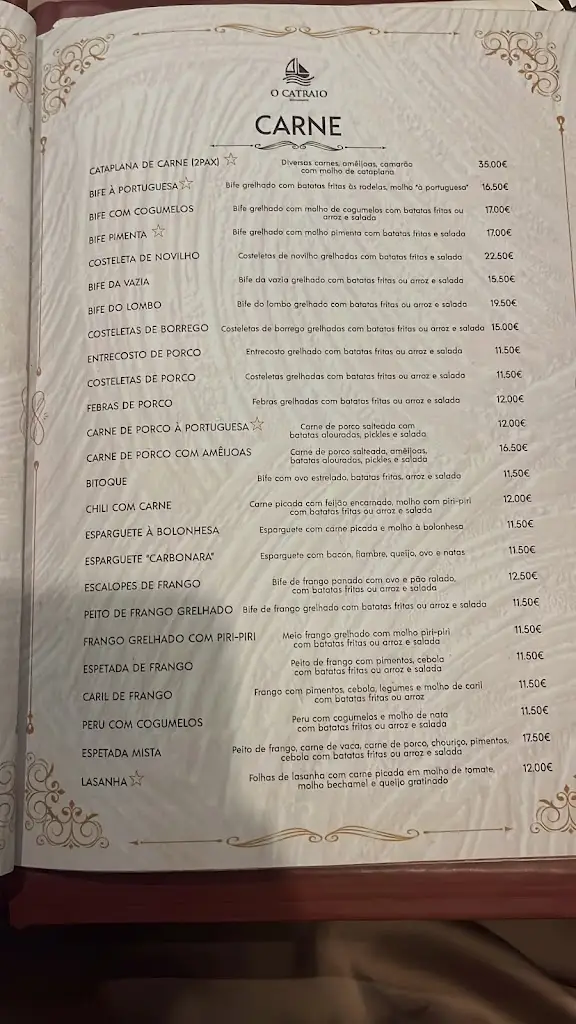 O CATRAIO
CARNE
CATAPLANA DE CARNE (2PAX) ☆ Diversas carnes, amêijoas, camarão 35.00€
com molho de cataplana
BIFE À PORTUGUESA ☆ Bife grelhado com batatas fritas às rodelas, molho "à portuguesa" 16.50€
BIFE COM COGUMELOS Bife grelhado com molho de cogumelos com batatas fritas ou 17.00€
arroz e salada
BIFE PIMENTA ☆ Bife grelhado com molho pimenta com batatas fritas e salada 17.00€
COSTELETA DE NOVILHO Costeletas de novilho grelhadas com batatas fritas ou arroz e salada 22.50€
BIFE DA VAZIA Bife da vazia grelhado com batatas fritas ou arroz e salada 15.50€
BIFE DO LOMBO Bife do lombo grelhado com batatas fritas ou arroz e salada 19.50€
COSTELETAS DE BORREGO Costeletas de borrego grelhadas com batatas fritas ou arroz e salada 15.00€
ENTRECOSTO DE PORCO Entrecosto grelhado com batatas fritas ou arroz e salada 11.50€
COSTELETAS DE PORCO Costeletas grelhadas com batatas fritas ou arroz e salada 11.50€
FEBRAS DE PORCO Febras grelhadas com batatas fritas ou arroz e salada 12.00€
CARNE DE PORCO À PORTUGUESA ☆ Carne de porco salteada com 12.00€
batatas alouradas, pickles e salada
CARNE DE PORCO COM AMÊIJOAS Carne de porco salteada, amêijoas, 16.50€
batatas alouradas, pickles e salada
BITOQUE Bife com ovo estrelado, batatas fritas, arroz e salada 11.50€
CHILI COM CARNE Carne picada com feijão encarnado, molho com piri-piri 12.00€
com batatas fritas ou arroz e salada
ESPARGUETE À BOLONHESA Esparguete com carne picada e molho à bolonhesa 11.50€
ESPARGUETE "CARBONARA" Esparguete com bacon, fiambre, queijo, ovo e natas 11.50€
ESCALOPES DE FRANGO Bife de frango panado com ovo e pão ralado, 12.50€
com batatas fritas ou arroz e salada
PEITO DE FRANGO GRELHADO Bife de frango grelhado com batatas fritas ou arroz e salada 11.50€
FRANGO GRELHADO COM PIRI-PIRI Meio frango grelhado com molho piri-piri 11.50€
com batatas fritas ou arroz e salada
ESPETADA DE FRANGO Peito de frango com pimentos, cebola 11.50€
com batatas fritas ou arroz e salada
CARIL DE FRANGO Frango com pimentos, cebola, legumes e molho de caril 11.50€
com batatas fritas ou arroz
PERU COM COGUMELOS Peru com cogumelos e molho de nata 11.50€
com batatas fritas ou arroz e salada
ESPETADA MISTA Peito de frango, carne de vaca, carne de porco, chouriço, pimentos, 17.50€
cebola com batatas fritas ou arroz e salada
LASANHA ☆ Folhas de lasanha com carne picada em molho de tomate, 12.00€
molho bechamel e queijo gratinado